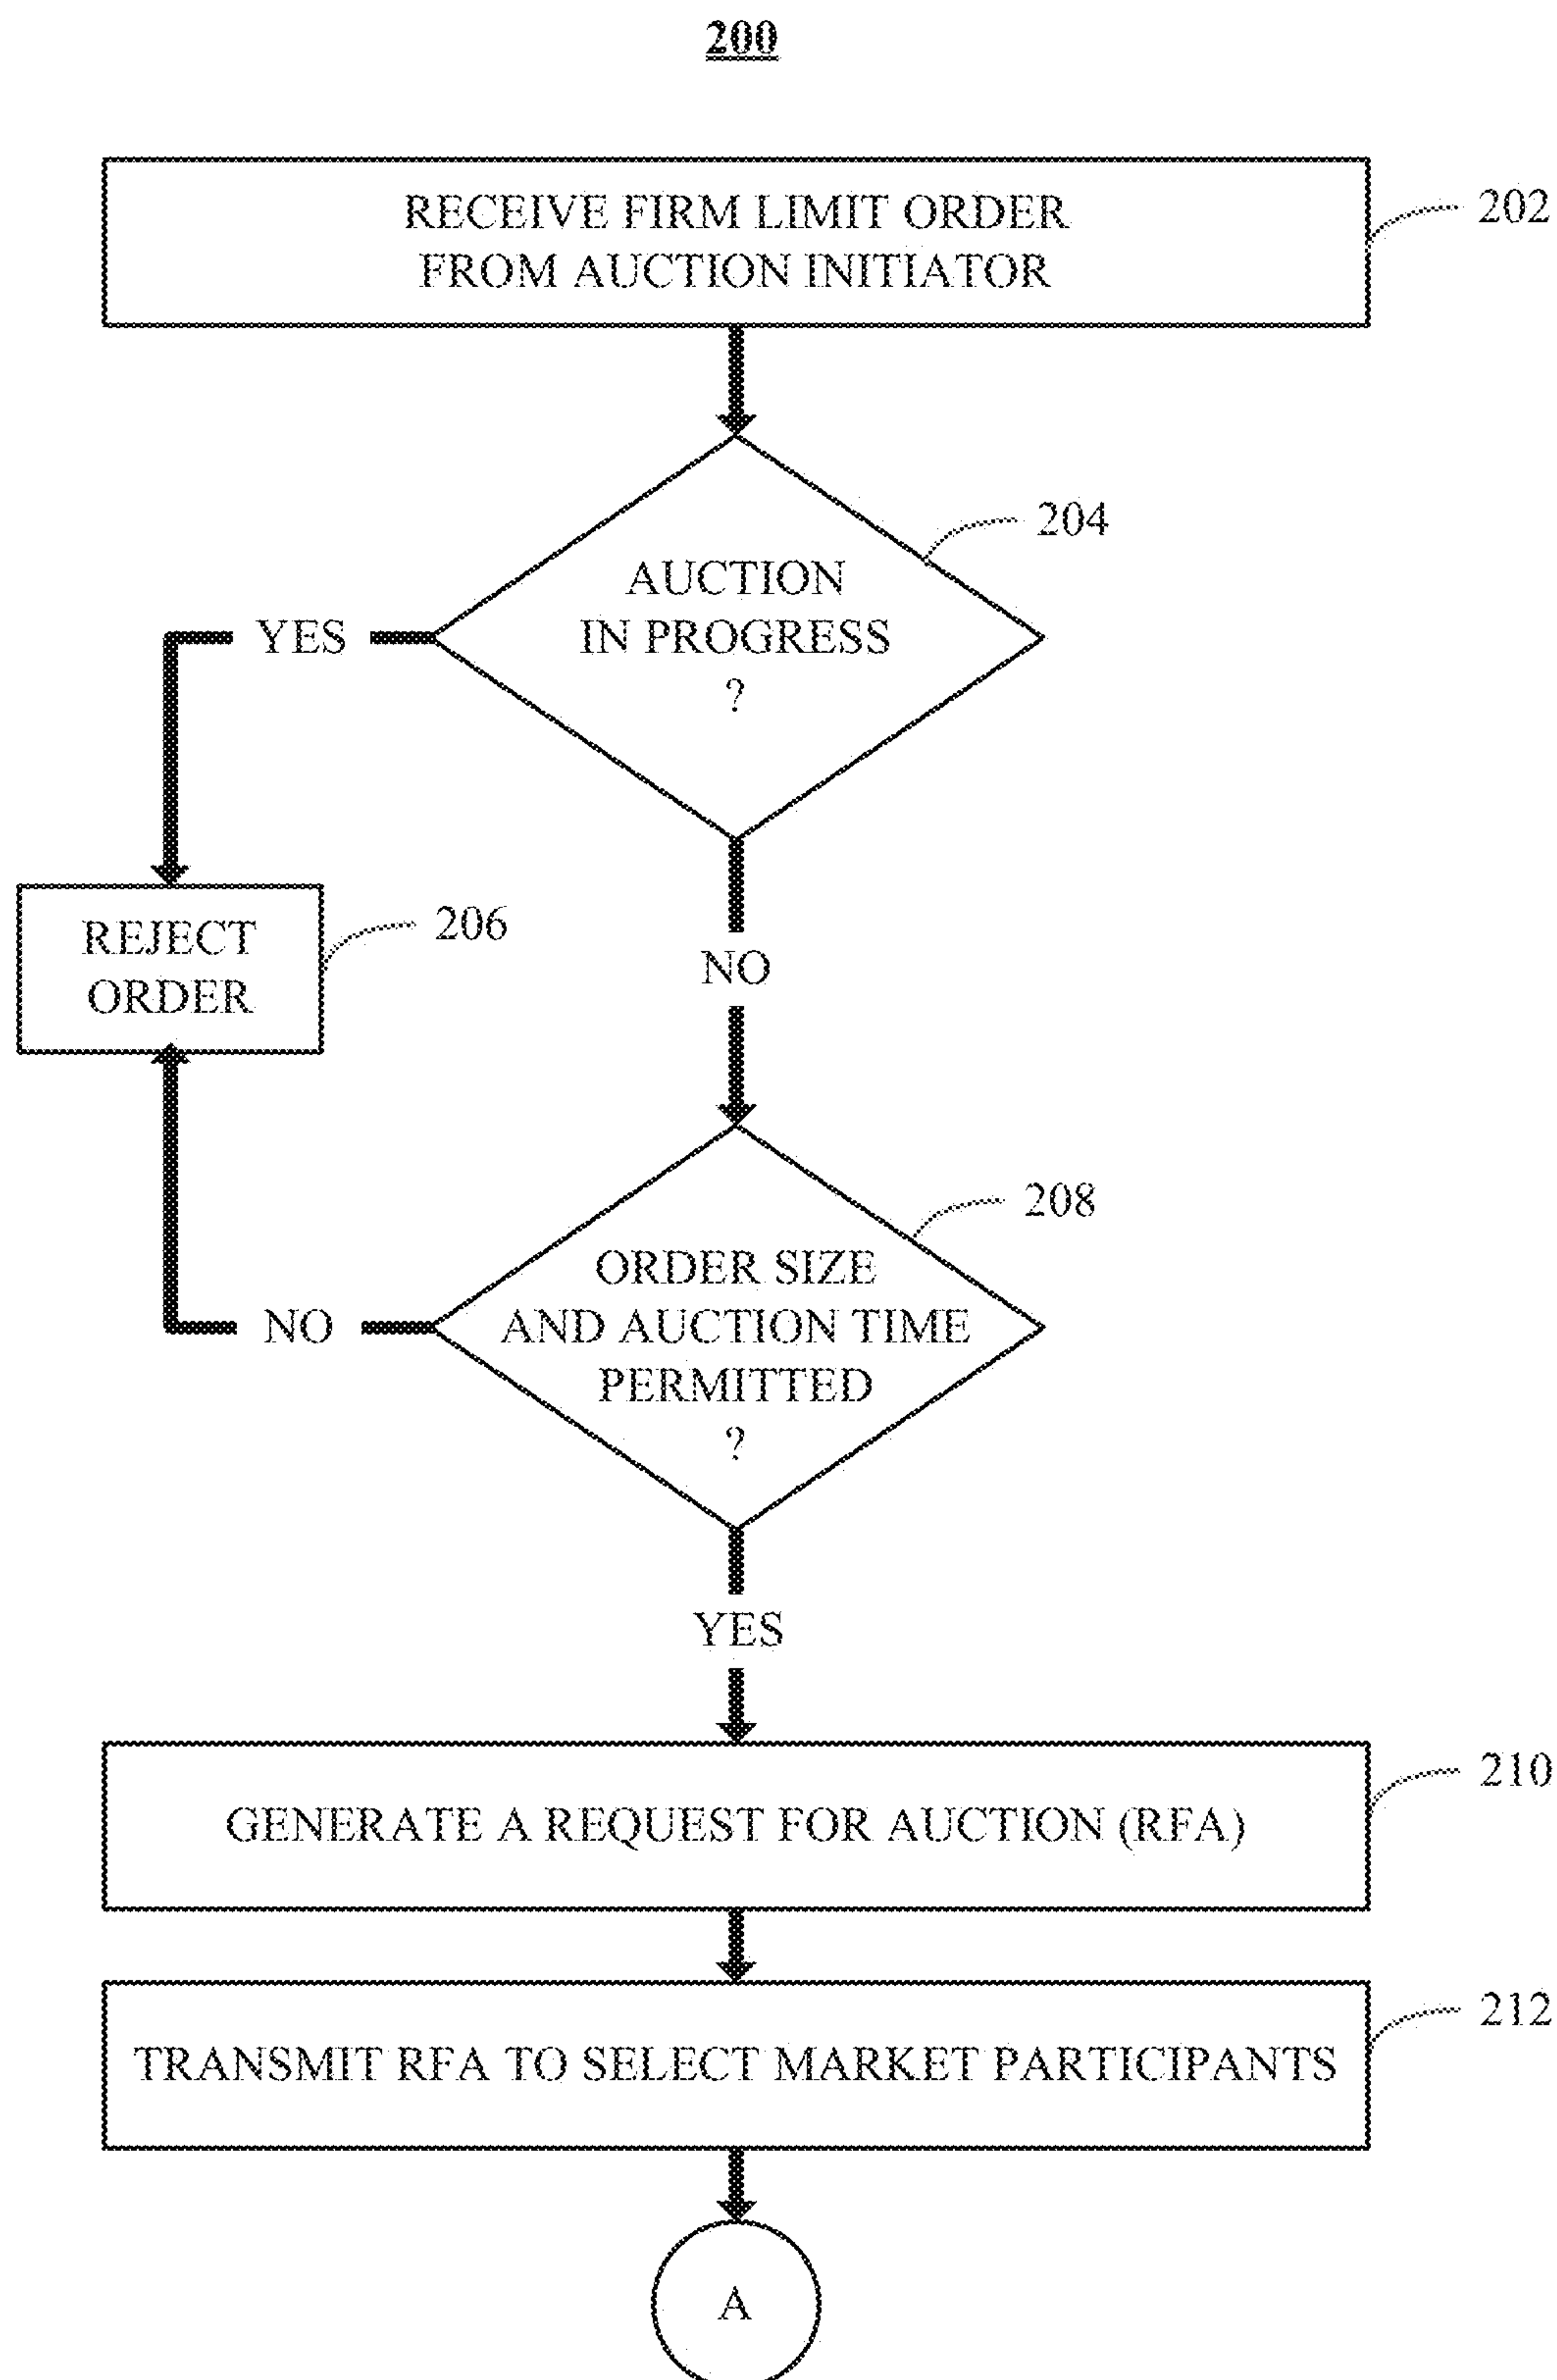 200
RECEIVE FIRM LIMIT ORDER
FROM AUCTION INITIATOR
202
204
AUCTION
IN PROGRESS
?
YES
REJECT
ORDER
206
NO
208
ORDER SIZE
AND AUCTION TIME
PERMITTED
?
NO
YES
210
GENERATE A REQUEST FOR AUCTION (RFA)
212
TRANSMIT RFA TO SELECT MARKET PARTICIPANTS
A